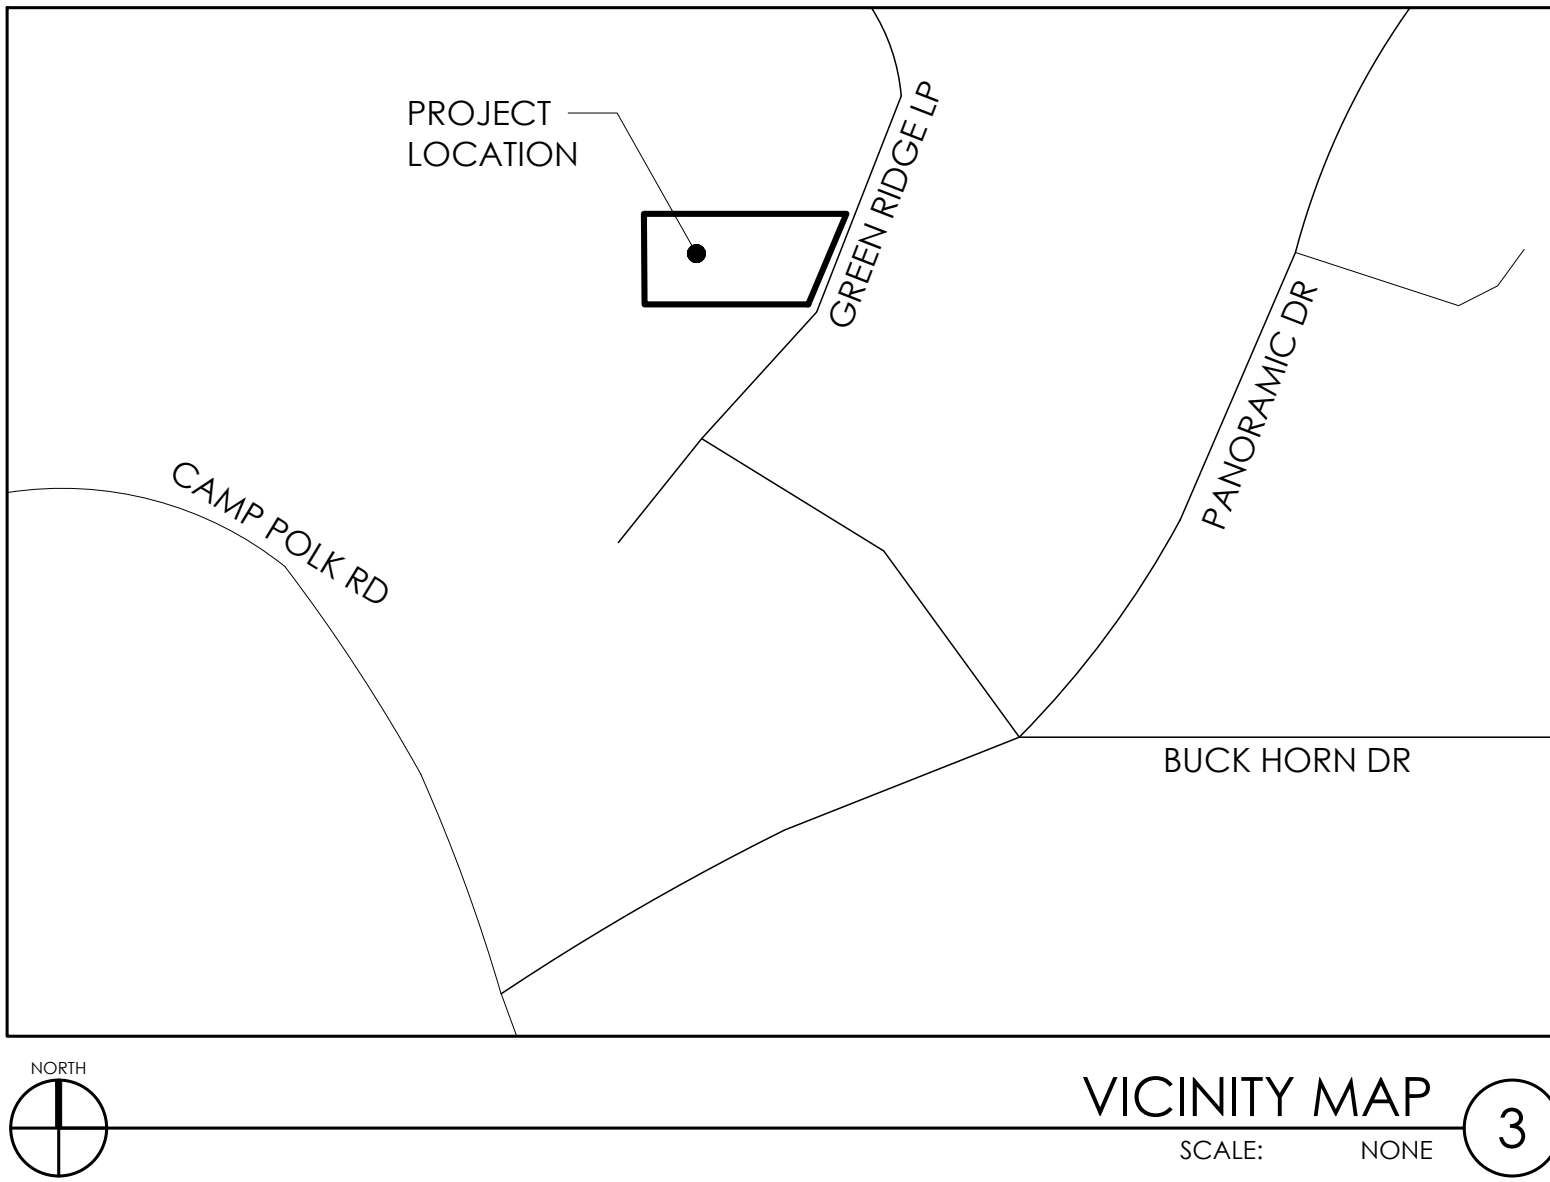 PROJECT
LOCATION
GREEN RIDGE LP
PANORAMIC DR
CAMP POLK RD
BUCK HORN DR
NORTH
VICINITY MAP
3
SCALE: NONE